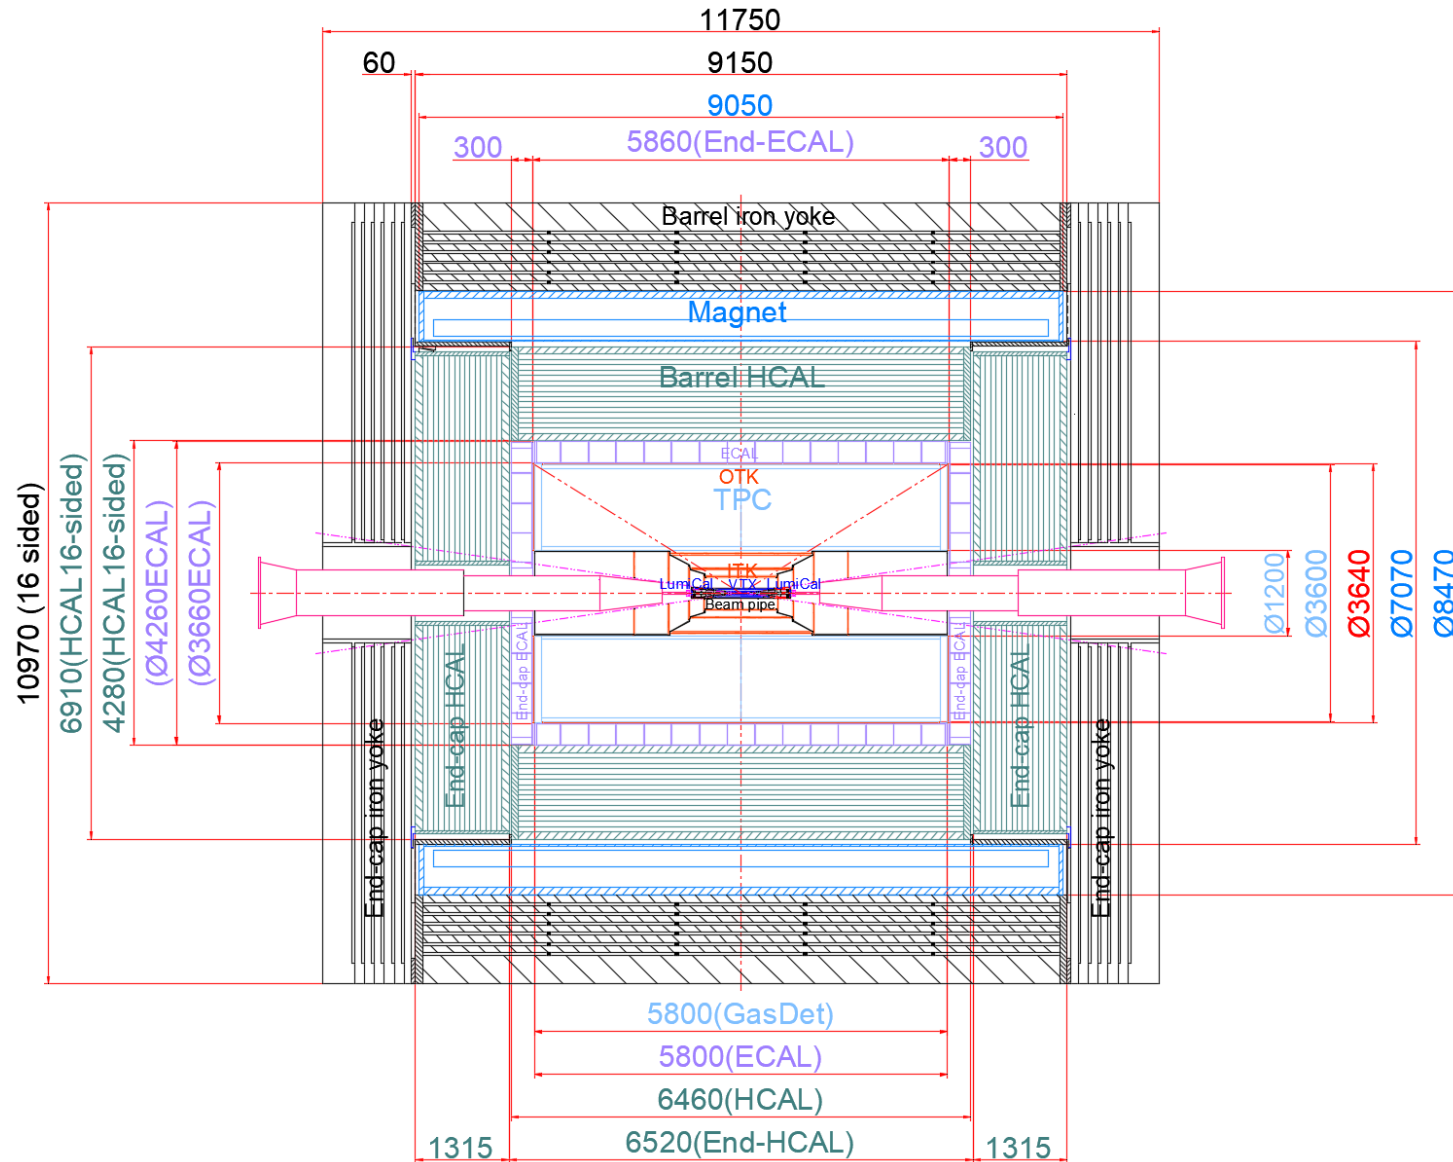 11750
60
9150
9050
300
5860(End-ECAL)
300
Barrel iron yoke
Magnet
Barrel HCAL
ECAL
OTK
TPC
ITK
LumiCal
VTX
LumiCal
Beam pipe
10970 (16 sided)
6910(HCAL16-sided)
4280(HCAL16-sided)
(Ø4260ECAL)
(Ø3660ECAL)
End-cap iron yoke
End-cap HCAL
End-cap ECAL
End-cap ECAL
End-cap HCAL
End-cap iron yoke
Ø1200
Ø3600
Ø3640
Ø7070
Ø8470
5800(GasDet)
5800(ECAL)
6460(HCAL)
1315
6520(End-HCAL)
1315